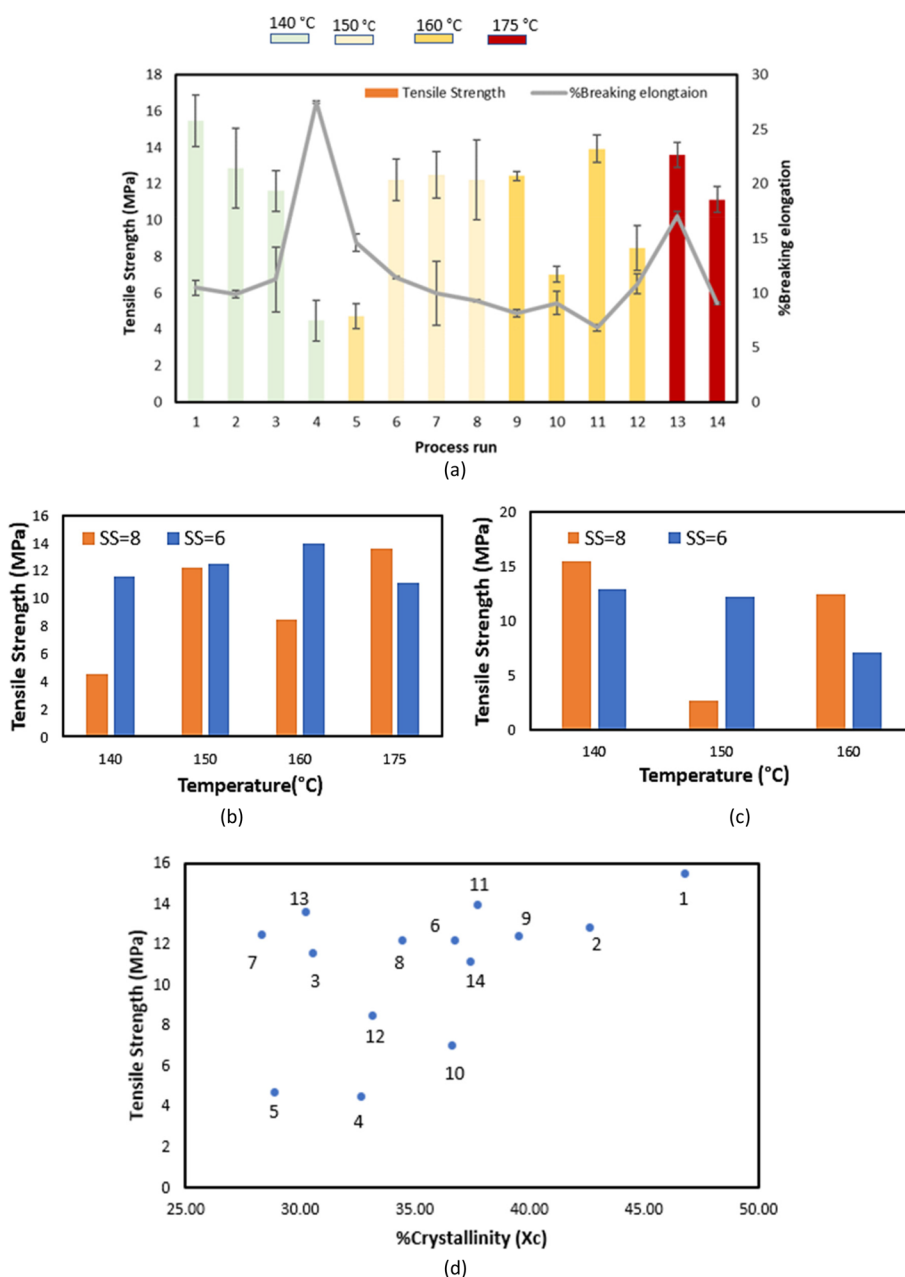 140 °C 150 °C 160 °C 175 °C
Tensile Strength %Breaking elongtaion
18 30
16
14 25
12 20
10
8 15
6 10
4
2 5
0 0
Tensile Strength (MPa)
%Breaking elongation
1 2 3 4 5 6 7 8 9 10 11 12 13 14
Process run
(a)
SS=8 SS=6
16
14
12
10
8
6
4
2
0
Tensile Strength (MPa)
140 150 160 175
Temperature(°C)
(b)
SS=8 SS=6
20
15
10
5
0
Tensile Strength (MPa)
140 150 160
Temperature (°C)
(c)
16
14
12
10
8
6
4
2
0
Tensile Strength (MPa)
11
13 1
6 9
7 3 8 14 2
12
10
5 4
25.00 30.00 35.00 40.00 45.00 50.00
%Crystallinity (Xc)
(d)